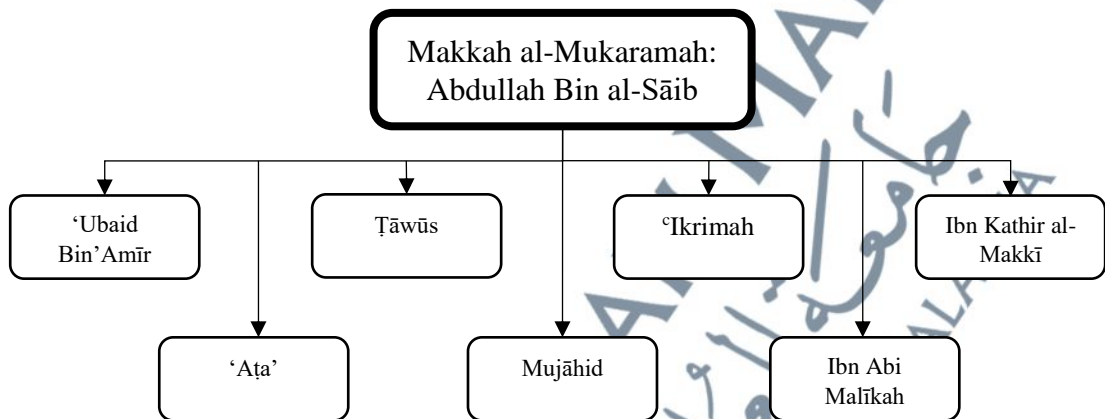 Makkah al-Mukaramah:
Abdullah Bin al-Sāib
‘Ubaid
Bin’Amīr
Ṭāwūs
ᶜIkrimah
Ibn Kathir al-
Makkī
‘Aṭa’
Mujāhid
Ibn Abi
Malīkah